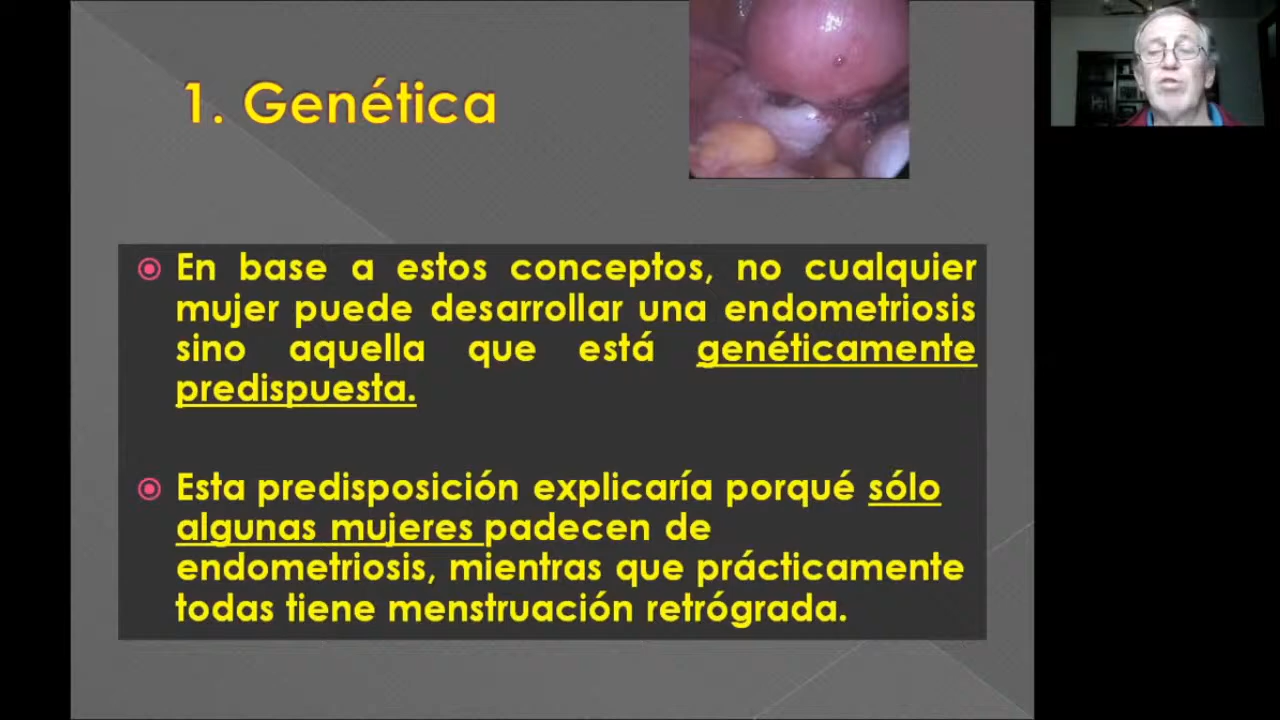 1. Genética
En base a estos conceptos, no cualquier
mujer puede desarrollar una endometriosis
sino aquella que está genéticamente
predispuesta.
Esta predisposición explicaría porqué sólo
algunas mujeres padecen de
endometriosis, mientras que prácticamente
todas tiene menstruación retrógrada.